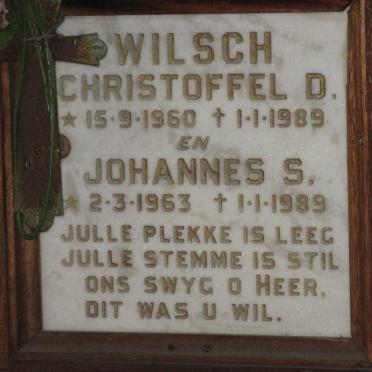 WILSCH
CHRISTOFFEL D.
★ 15·9·1960 † 1·1·1989
EN
JOHANNES S.
★ 2·3·1963 † 1·1·1989
JULLE PLEKKE IS LEEG
JULLE STEMME IS STIL
ONS SWYG O HEER,
DIT WAS U WIL.